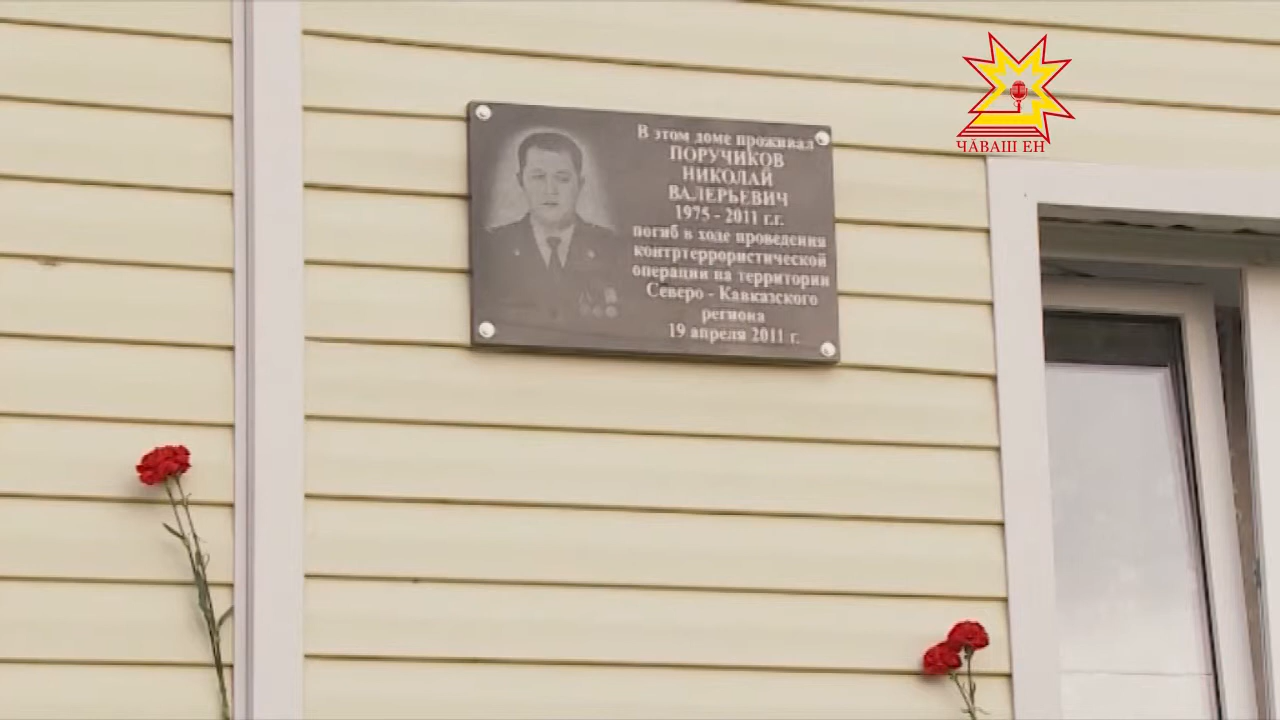 ЧӐВАШ ЕН
В этом доме проживал
ПОРУЧИКОВ
НИКОЛАЙ
ВАЛЕРЬЕВИЧ
1975 - 2011 г.г.
погиб в ходе проведения
контртеррористической
операции на территории
Северо - Кавказского
региона
19 апреля 2011 г.